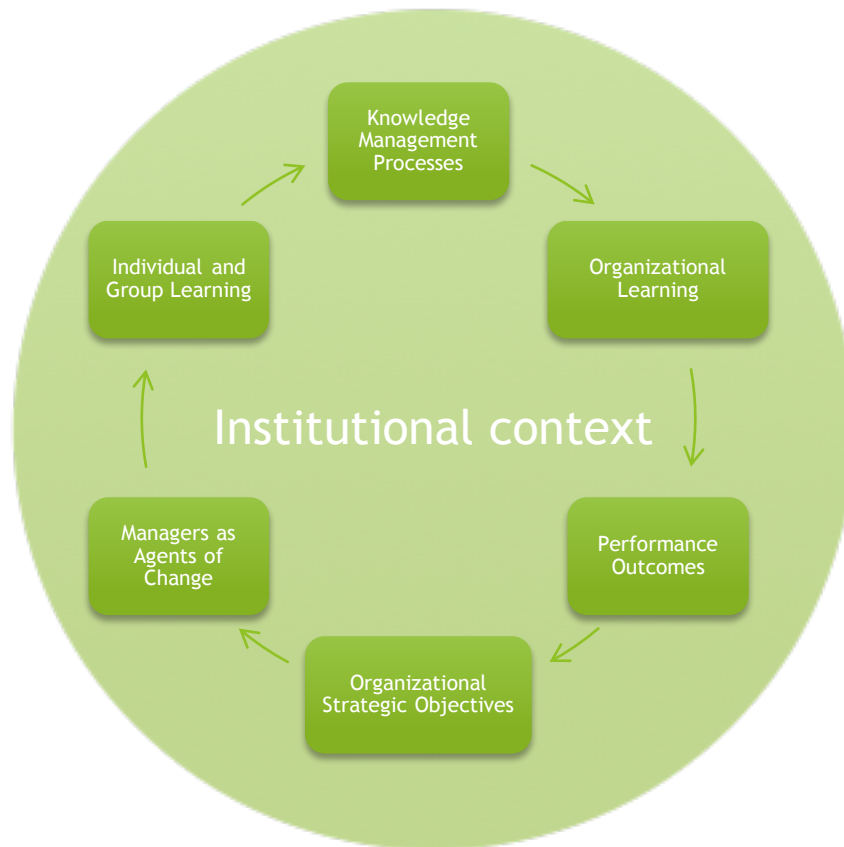 Knowledge
Management
Processes
Organizational
Learning
Performance
Outcomes
Organizational
Strategic Objectives
Managers as
Agents of
Change
Individual and
Group Learning
Institutional context